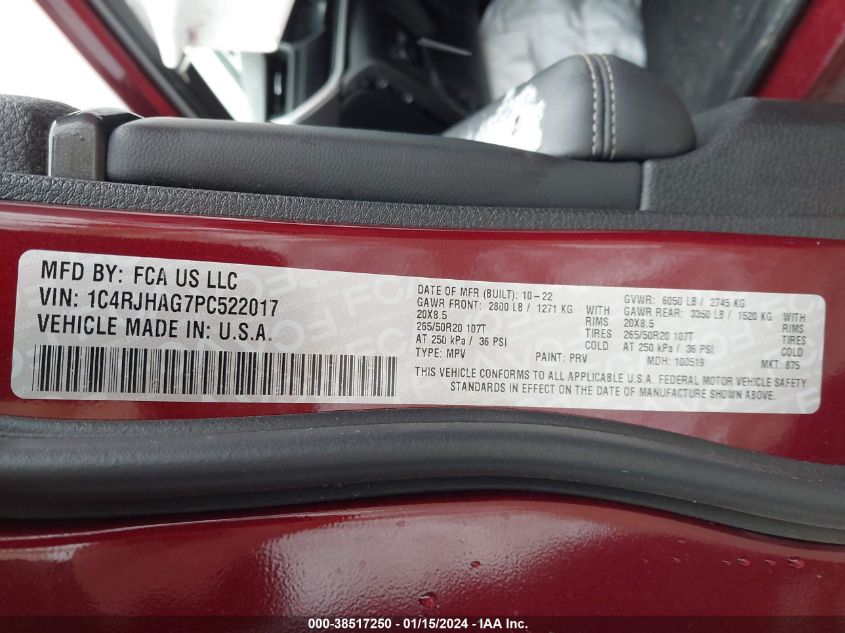 MFD BY: FCA US LLC
VIN: 1C4RJHAG7PC522017
VEHICLE MADE IN: U.S.A.
DATE OF MFR (BUILT): 10-22 GVWR: 6050 LB / 2745 KG
GAWR FRONT: 2800 LB / 1271 KG WITH GAWR REAR: 3350 LB / 1520 KG WITH
20X8.5 RIMS 20X8.5 RIMS
265/50R20 107T TIRES 265/50R20 107T TIRES
AT 250 kPa / 36 PSI COLD AT 250 kPa / 36 PSI COLD
TYPE: MPV PAINT: PRV MDH: 100519 MKT: 875
THIS VEHICLE CONFORMS TO ALL APPLICABLE U.S.A. FEDERAL MOTOR VEHICLE SAFETY
STANDARDS IN EFFECT ON THE DATE OF MANUFACTURE SHOWN ABOVE.
000-38517250 - 01/15/2024 - IAA Inc.